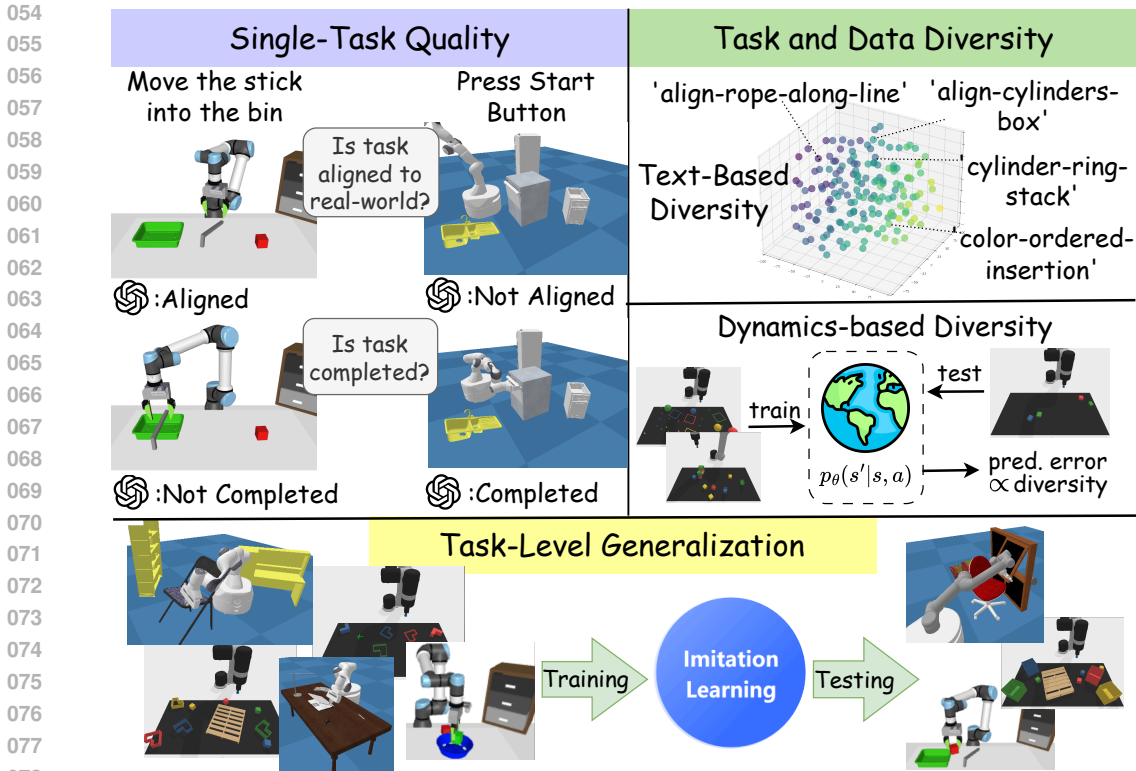 054
055
056
057
058
059
060
061
062
063
064
065
066
067
068
069
070
071
072
073
074
075
076
077
Single-Task Quality
Move the stick
into the bin
Press Start
Button
Is task
aligned to
real-world?
:Aligned
:Not Aligned
Is task
completed?
:Not Completed
:Completed
Task and Data Diversity
'align-rope-along-line'
'align-cylinders-
box'
Text-Based
Diversity
'cylinder-ring-
stack'
'color-ordered-
insertion'
Dynamics-based Diversity
train
test
pθ(s′|s, a)
pred. error
∝ diversity
Task-Level Generalization
Training
Imitation
Learning
Testing